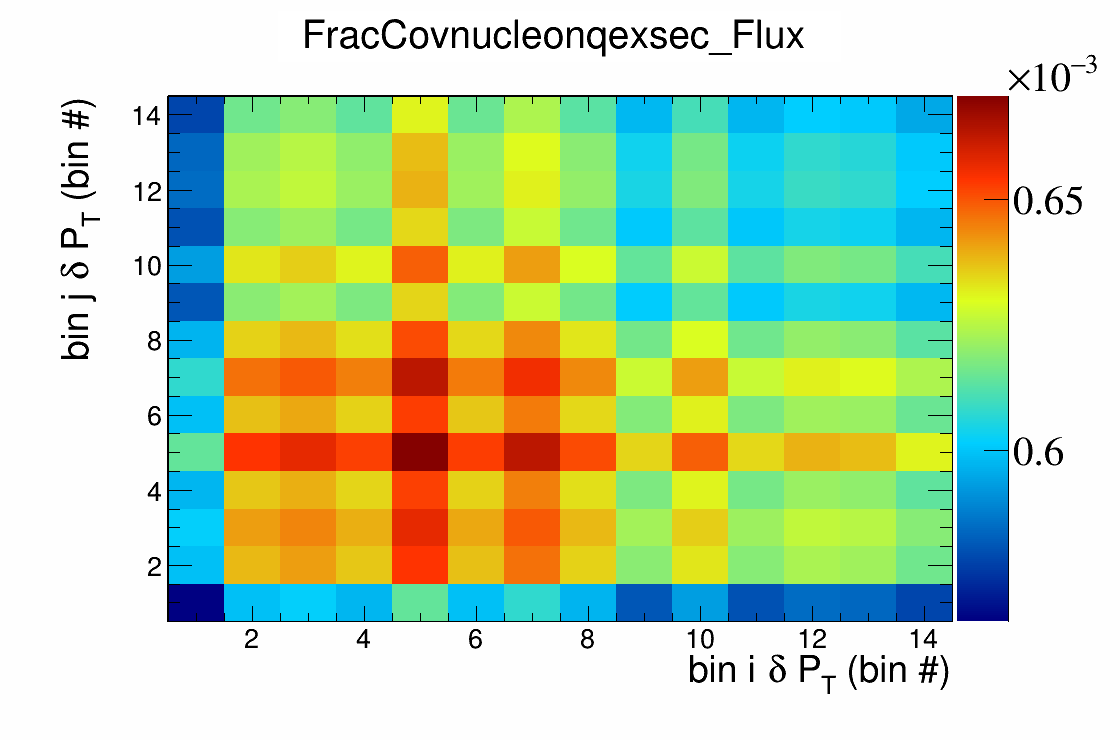 FracCovnucleonqexsec_Flux
×10⁻³
bin j δ P_T (bin #)
14
12
10
8
6
4
2
0.65
0.6
2 4 6 8 10 12 14
bin i δ P_T (bin #)